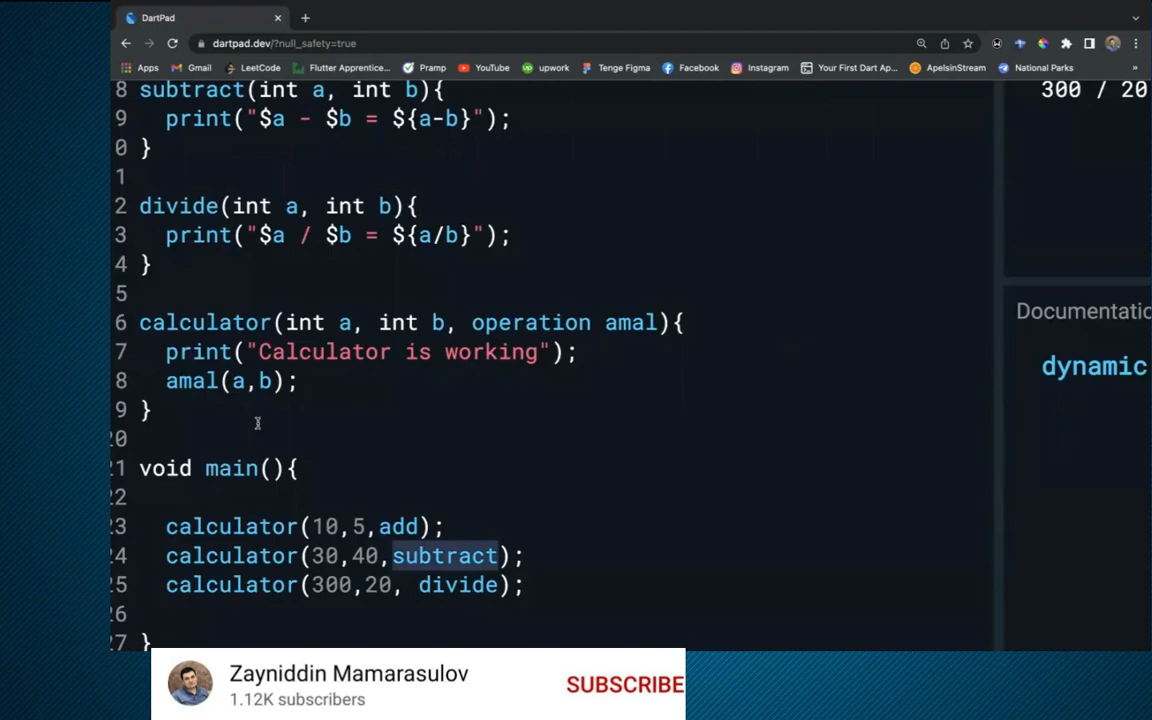 DartPad
dartpad.dev/?null_safety=true
Apps Gmail LeetCode Flutter Apprentice... Pramp YouTube upwork Tenge Figma Facebook Instagram Your First Dart Ap... ApelsinStream National Parks »
8 subtract(int a, int b){
9 print("$a - $b = ${a-b}");
0 }
1
2 divide(int a, int b){
3 print("$a / $b = ${a/b}");
4 }
5
6 calculator(int a, int b, operation amal){
7 print("Calculator is working");
8 amal(a,b);
9 }
20
21 void main(){
22
23 calculator(10,5,add);
24 calculator(30,40,subtract);
25 calculator(300,20, divide);
26
27 }
300 / 20
Documentatio
dynamic
Zayniddin Mamarasulov
1.12K subscribers
SUBSCRIBE